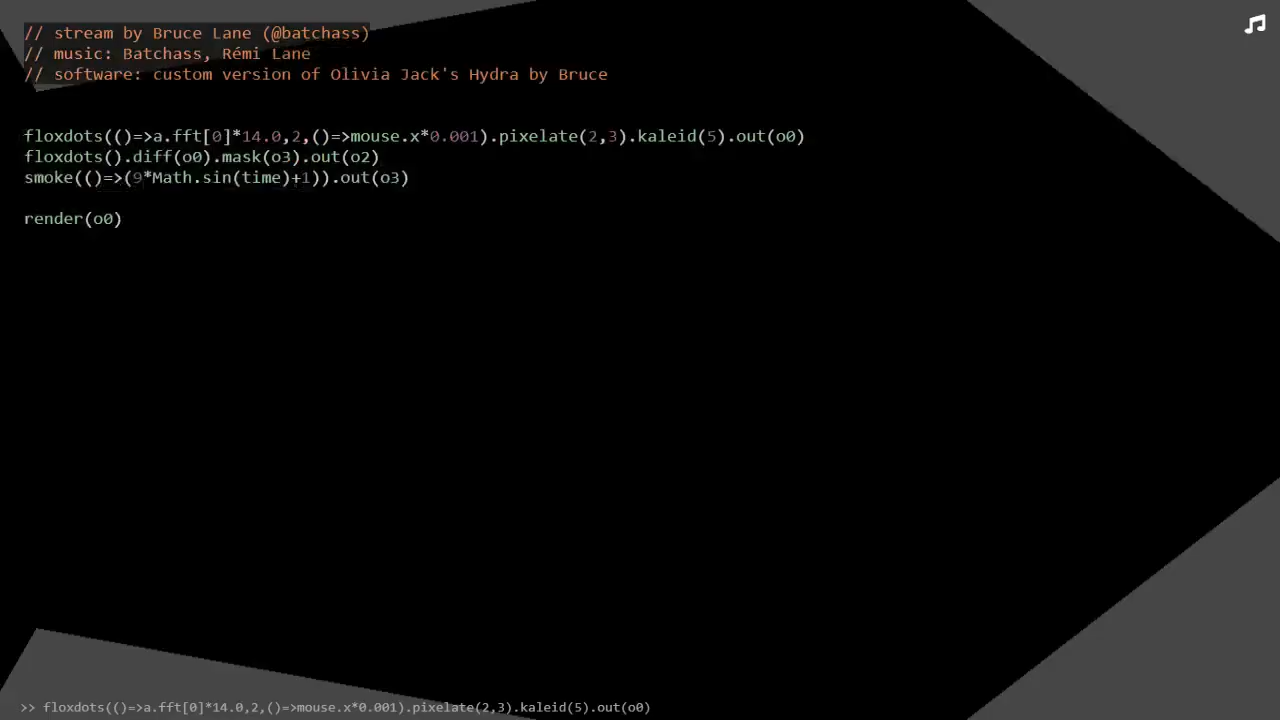 // stream by Bruce Lane (@batchass)
// music: Batchass, Rémi Lane
// software: custom version of Olivia Jack's Hydra by Bruce
floxdots(()=>a.fft[0]*14.0,2,()=>mouse.x*0.001).pixelate(2,3).kaleid(5).out(o0)
floxdots().diff(o0).mask(o3).out(o2)
smoke(()=>(9*Math.sin(time)+1)).out(o3)
render(o0)
>> floxdots(()=>a.fft[0]*14.0,2,()=>mouse.x*0.001).pixelate(2,3).kaleid(5).out(o0)